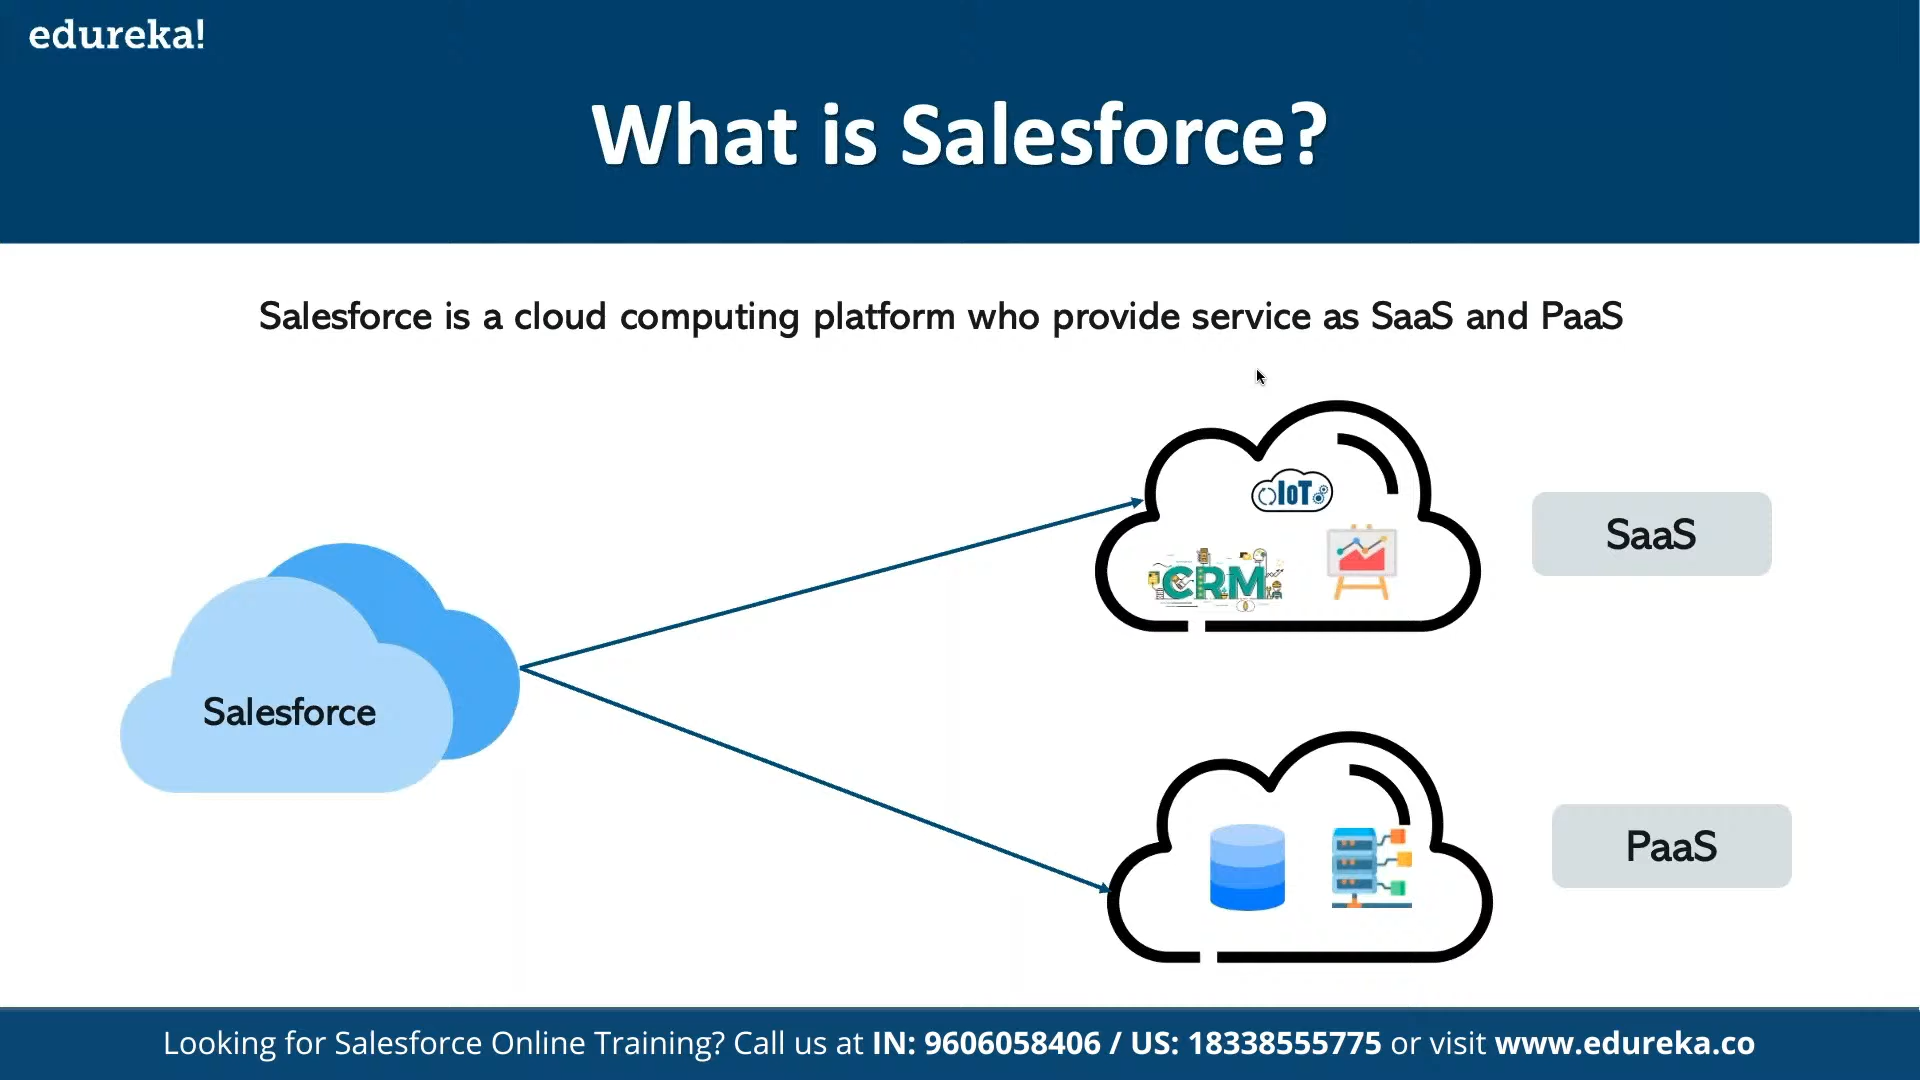 edureka!
What is Salesforce?
Salesforce is a cloud computing platform who provide service as SaaS and PaaS
IoT
SaaS
CRM
Salesforce
PaaS
Looking for Salesforce Online Training? Call us at IN: 9606058406 / US: 18338555775 or visit www.edureka.co